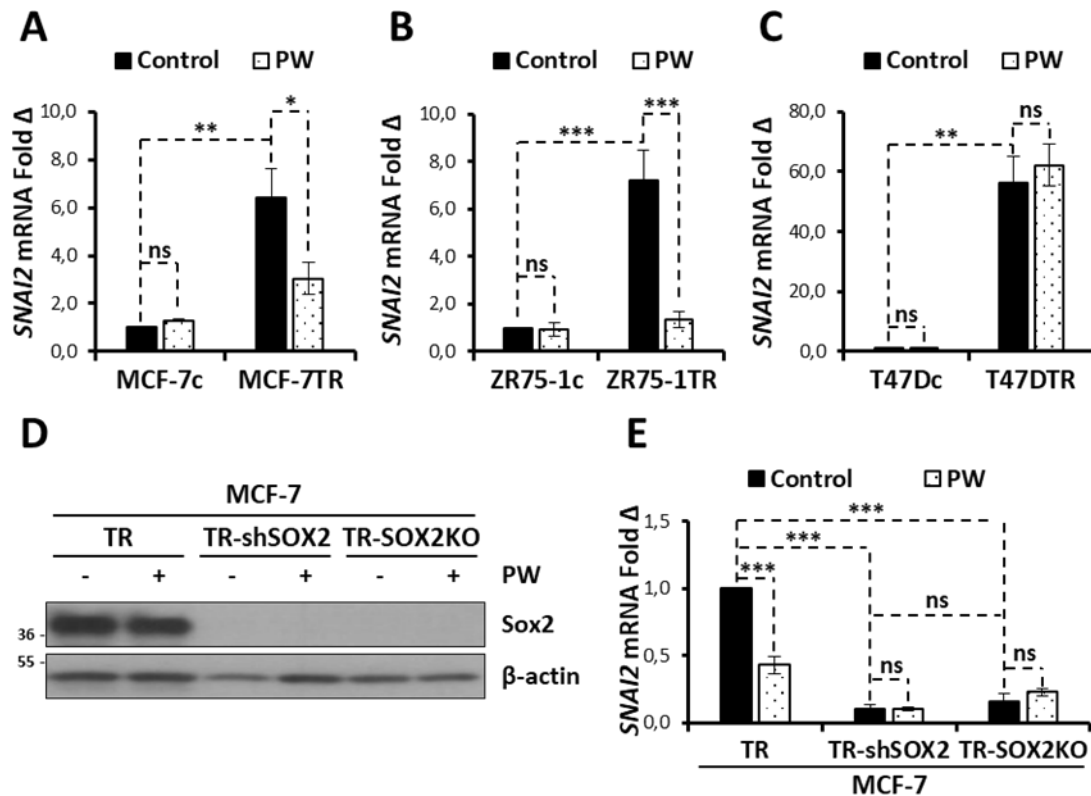 A
Control PW
SNAI2 mRNA Fold Δ
10,0
8,0
6,0
4,0
2,0
0,0
**
*
ns
MCF-7c MCF-7TR
B
Control PW
SNAI2 mRNA Fold Δ
10,0
8,0
6,0
4,0
2,0
0,0
***
***
ns
ZR75-1c ZR75-1TR
C
Control PW
SNAI2 mRNA Fold Δ
80,0
60,0
40,0
20,0
0,0
**
ns
ns
T47Dc T47DTR
D
MCF-7
TR TR-shSOX2 TR-SOX2KO
- + - + - + PW
36 - Sox2
55 - β-actin
E
Control PW
SNAI2 mRNA Fold Δ
1,5
1,0
0,5
0,0
***
***
***
ns
ns
ns
TR TR-shSOX2 TR-SOX2KO
MCF-7